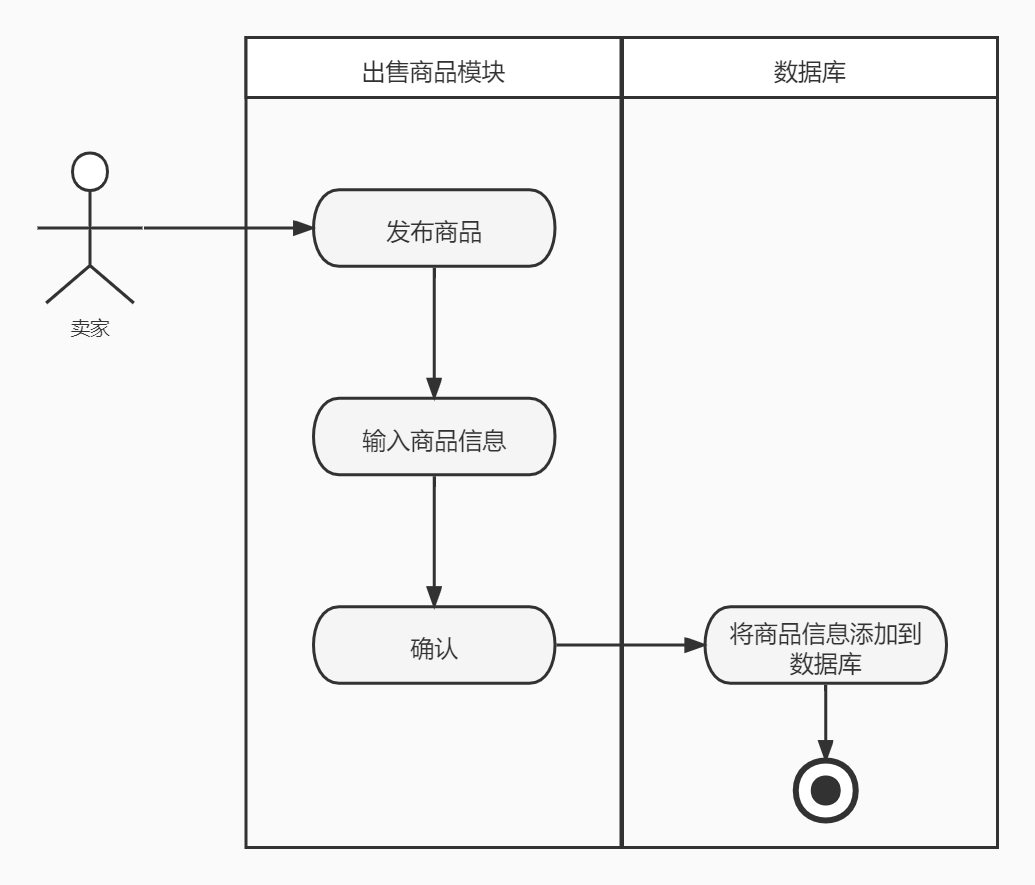 出售商品模块
数据库
发布商品
卖家
输入商品信息
确认
将商品信息添加到
数据库